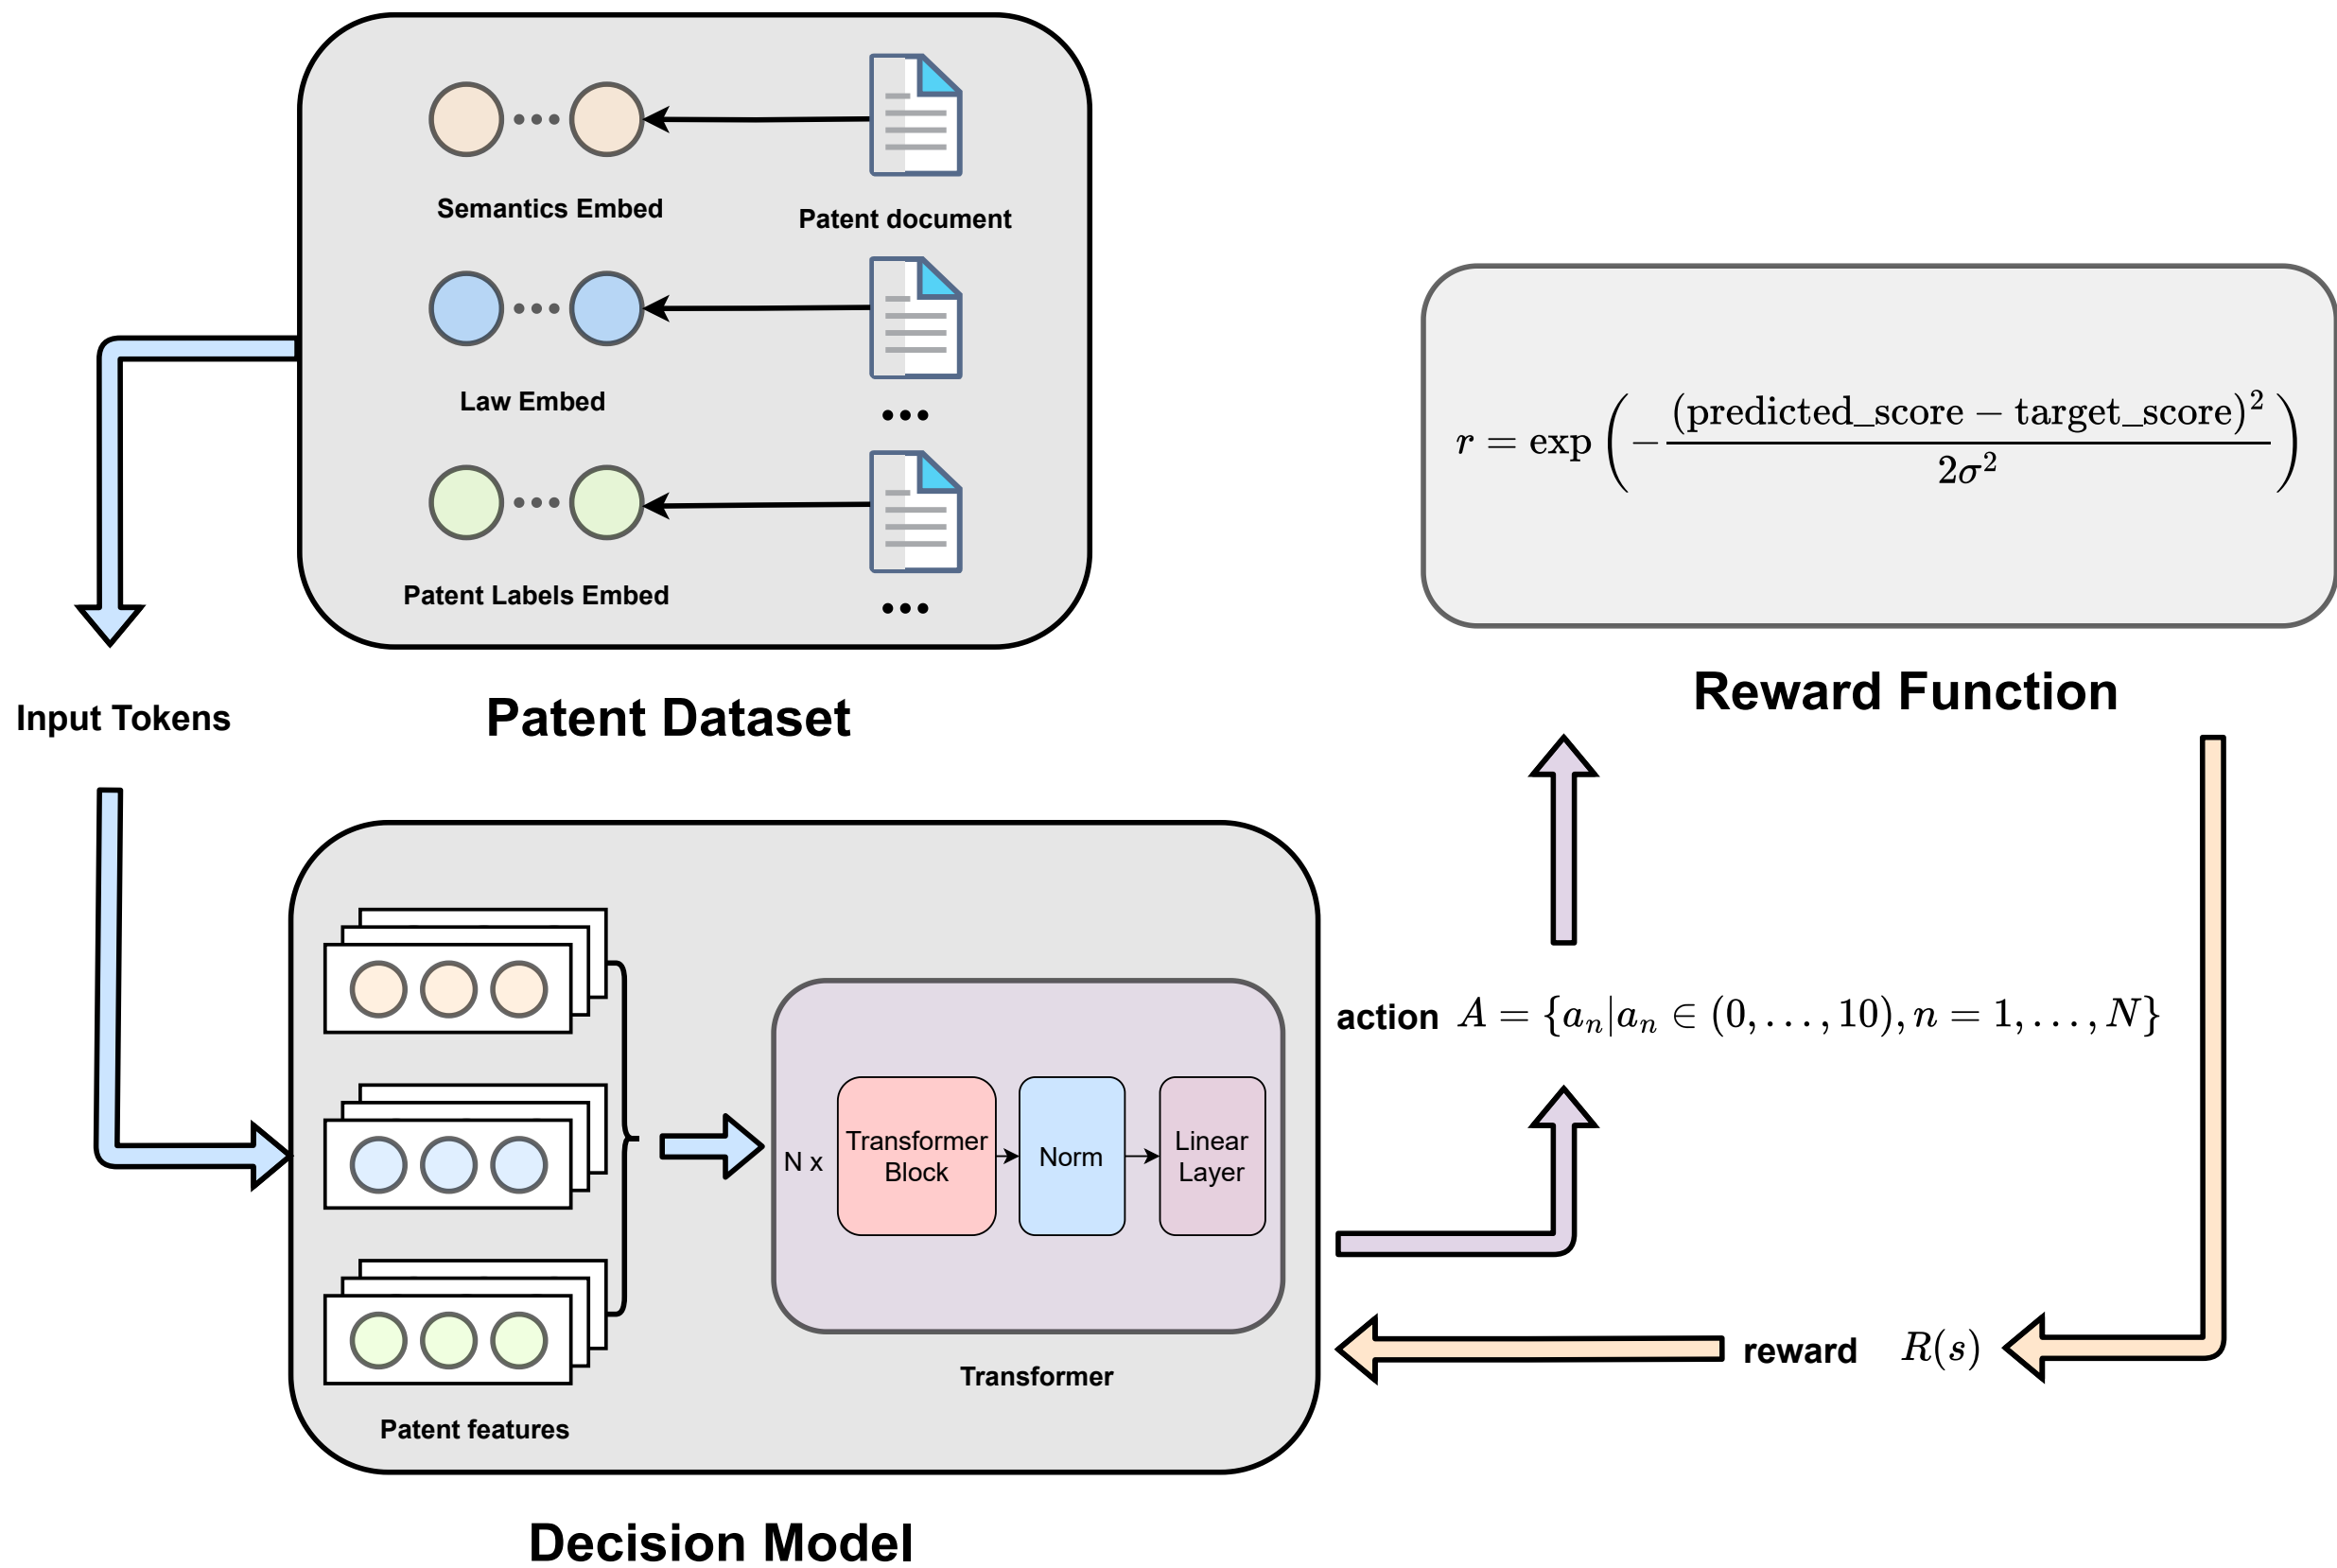 Semantics Embed
Patent document
Law Embed
Patent Labels Embed
Patent Dataset
Input Tokens
r = exp ( − (predicted_score − target_score)² / 2σ² )
Reward Function
action A = {aₙ|aₙ ∈ (0, . . . , 10), n = 1, . . . , N}
N x
Transformer
Block
Norm
Linear
Layer
Transformer
Patent features
reward R(s)
Decision Model